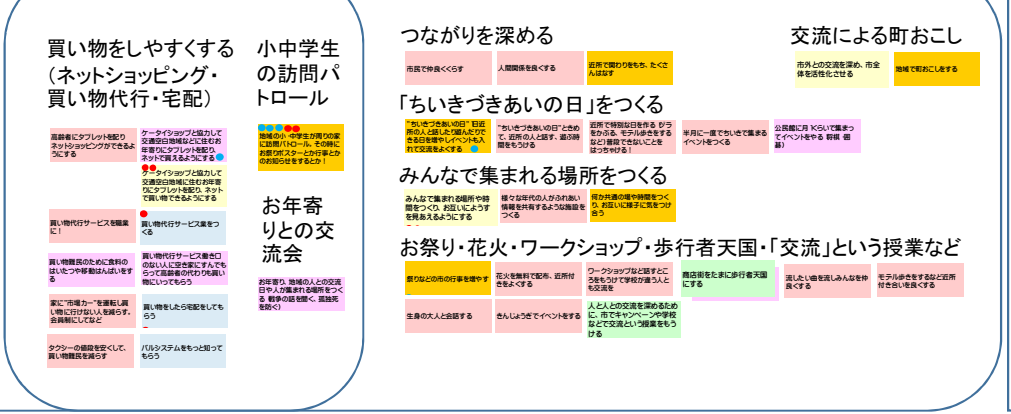 買い物をしやすくする
（ネットショッピング・
買い物代行・宅配）
高齢者にタブレットを配り
ネットショッピングができるよ
うにする
ケータイショップと協力して
交通空白地域などに住むお
年寄りにタブレットを配り、
ネットで買えるようにする
ケータイショップと協力して
交通空白地域に住むお年寄
りにタブレットを配り、ネット
で買い物できるようにする
買い物代行サービスを職業
に！
買い物代行サービス業をつ
くる
買い物難民のために食料の
はいたつや移動はんばいをす
る
買い物代行サービス働き口
のない人に空き家にすんでも
らって高齢者の代わりも買い
物にいってもらう
家に"市場カー"を運転し買
い物に行けない人を減らす。
会員制にしてなど
買い物をしたら宅配をしても
らう
タクシーの値段を安くして、
買い物難民を減らす
パルシステムをもっと知って
もらう
小中学生
の訪問パ
トロール
地域の小・中学生が周りの家
に訪問パトロール、その時に
お祭りポスターとか行事とか
のお知らせをするとか！
お年寄
りとの交
流会
お年寄り、地域の人との交流
日や人が集まれる場所をつく
る 戦争の話を聞く、孤独死
を防ぐ）
つながりを深める
市民で仲良くくらす
人間関係を良くする
近所で関わりをもち、たくさ
んはなす
交流による町おこし
市外との交流を深め、市全
体を活性化させる
地域で町おこしをする
「ちいきづきあいの日」をつくる
"ちいきづきあいの日" 旧近
所の人と話したり遊んだりで
きる日を増やしイベントも入
れて交流をよくする
"ちいきづきあいの日"ときめ
て、近所の人と話す、遊ぶ時
間をもうける
をかぶる、モテル歩きをする
など）普段できないことを
はっちゃける！
半月に一度でちいきで集まる
イベントをつくる
てイベントをやる 将棋・囲
碁）
みんなで集まれる場所をつくる
みんなで集まれる場所や時
間をつくり、お互いにようす
を見あえるようにする
様々な年代の人がふれあい
情報を共有するような施設を
つくる
何か共通の場や時間をつく
り、お互いに様子に気をつけ
合う
お祭り・花火・ワークショップ・歩行者天国・「交流」という授業など
祭りなどの市の行事を増やす
花火を無料で配布、近所付
きをよくする
ワークショップなど話すとこ
ろをもうけて学校が違う人と
も交流を
商店街をたまに歩行者天国
にする
流したい曲を流しみんなを仲
良くする
モテル歩きをするなど近所
付き合いを良くする
生身の大人と会話する
きんじょうぎでイベントをする
人と人との交流を深めるため
に、市でキャンペーンや学校
などで交流という授業をもう
ける